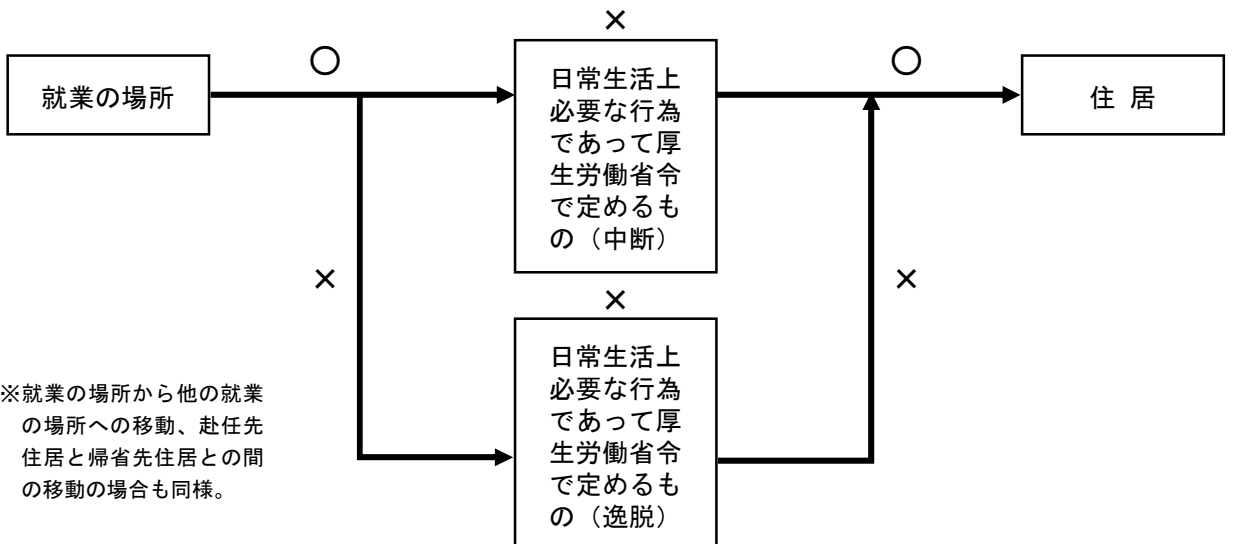 就業の場所
○
×
日常生活上
必要な行為
であって厚
生労働省令
で定めるも
の（中断）
○
住 居
×
×
日常生活上
必要な行為
であって厚
生労働省令
で定めるも
の（逸脱）
×
※就業の場所から他の就業
の場所への移動、赴任先
住居と帰省先住居との間
の移動の場合も同様。